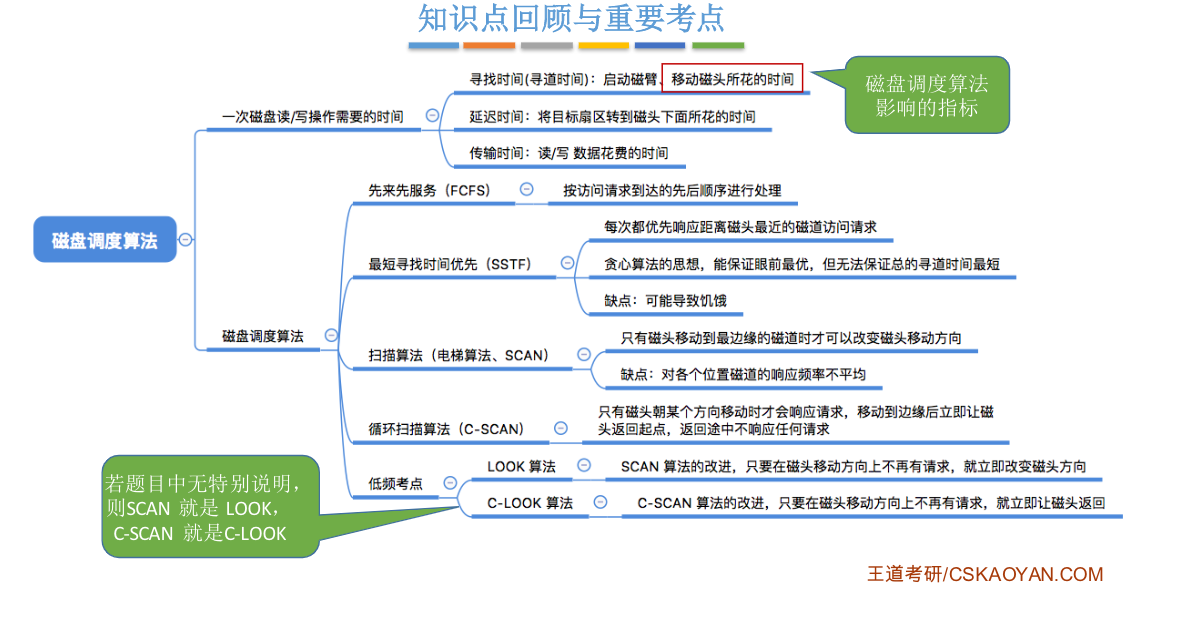 知识点回顾与重要考点
寻找时间(寻道时间)：启动磁臂、移动磁头所花的时间
磁盘调度算法
影响的指标
一次磁盘读/写操作需要的时间
延迟时间：将目标扇区转到磁头下面所花的时间
传输时间：读/写 数据花费的时间
先来先服务（FCFS）
按访问请求到达的先后顺序进行处理
磁盘调度算法
每次都优先响应距离磁头最近的磁道访问请求
最短寻找时间优先（SSTF）
贪心算法的思想，能保证眼前最优，但无法保证总的寻道时间最短
缺点：可能导致饥饿
磁盘调度算法
只有磁头移动到最边缘的磁道时才可以改变磁头移动方向
扫描算法（电梯算法、SCAN）
缺点：对各个位置磁道的响应频率不平均
循环扫描算法（C-SCAN）
只有磁头朝某个方向移动时才会响应请求，移动到边缘后立即让磁
头返回起点，返回途中不响应任何请求
低频考点
LOOK 算法
SCAN 算法的改进，只要在磁头移动方向上不再有请求，就立即改变磁头方向
C-LOOK 算法
C-SCAN 算法的改进，只要在磁头移动方向上不再有请求，就立即让磁头返回
若题目中无特别说明，
则SCAN 就是 LOOK，
C-SCAN 就是C-LOOK
王道考研/CSKAOYAN.COM